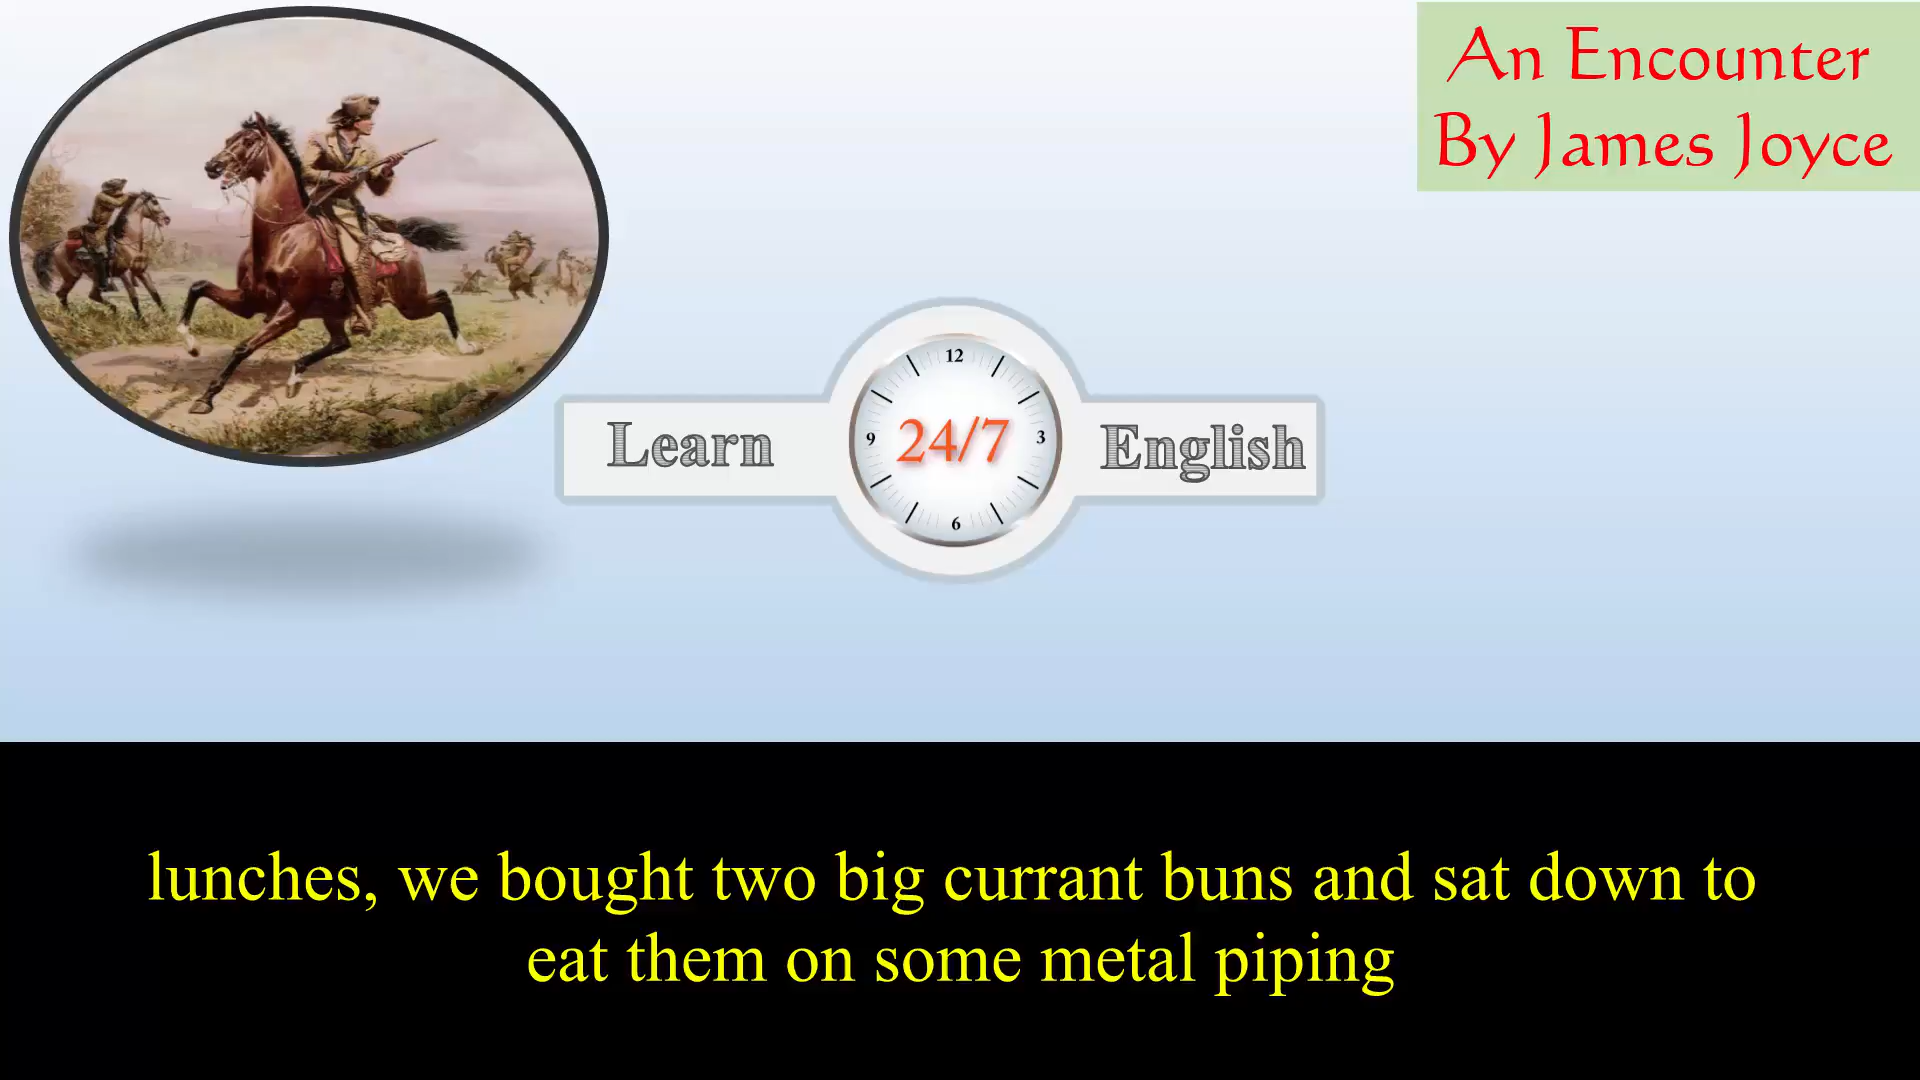 An Encounter
By James Joyce
12
Learn
9
24/7
3
English
6
lunches, we bought two big currant buns and sat down to
eat them on some metal piping